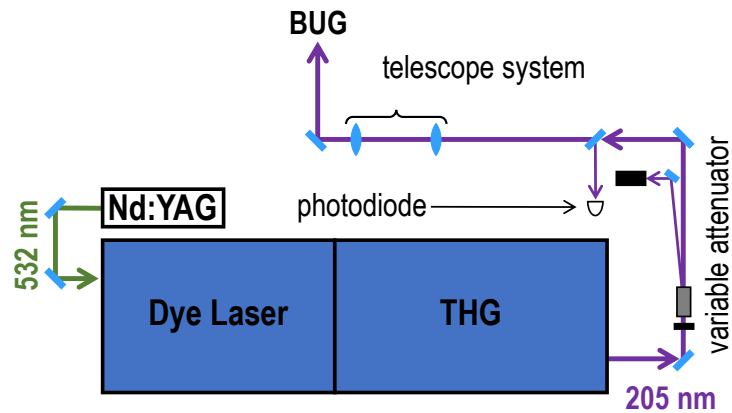 BUG
telescope system
Nd:YAG
photodiode
532 nm
variable attenuator
Dye Laser
THG
205 nm